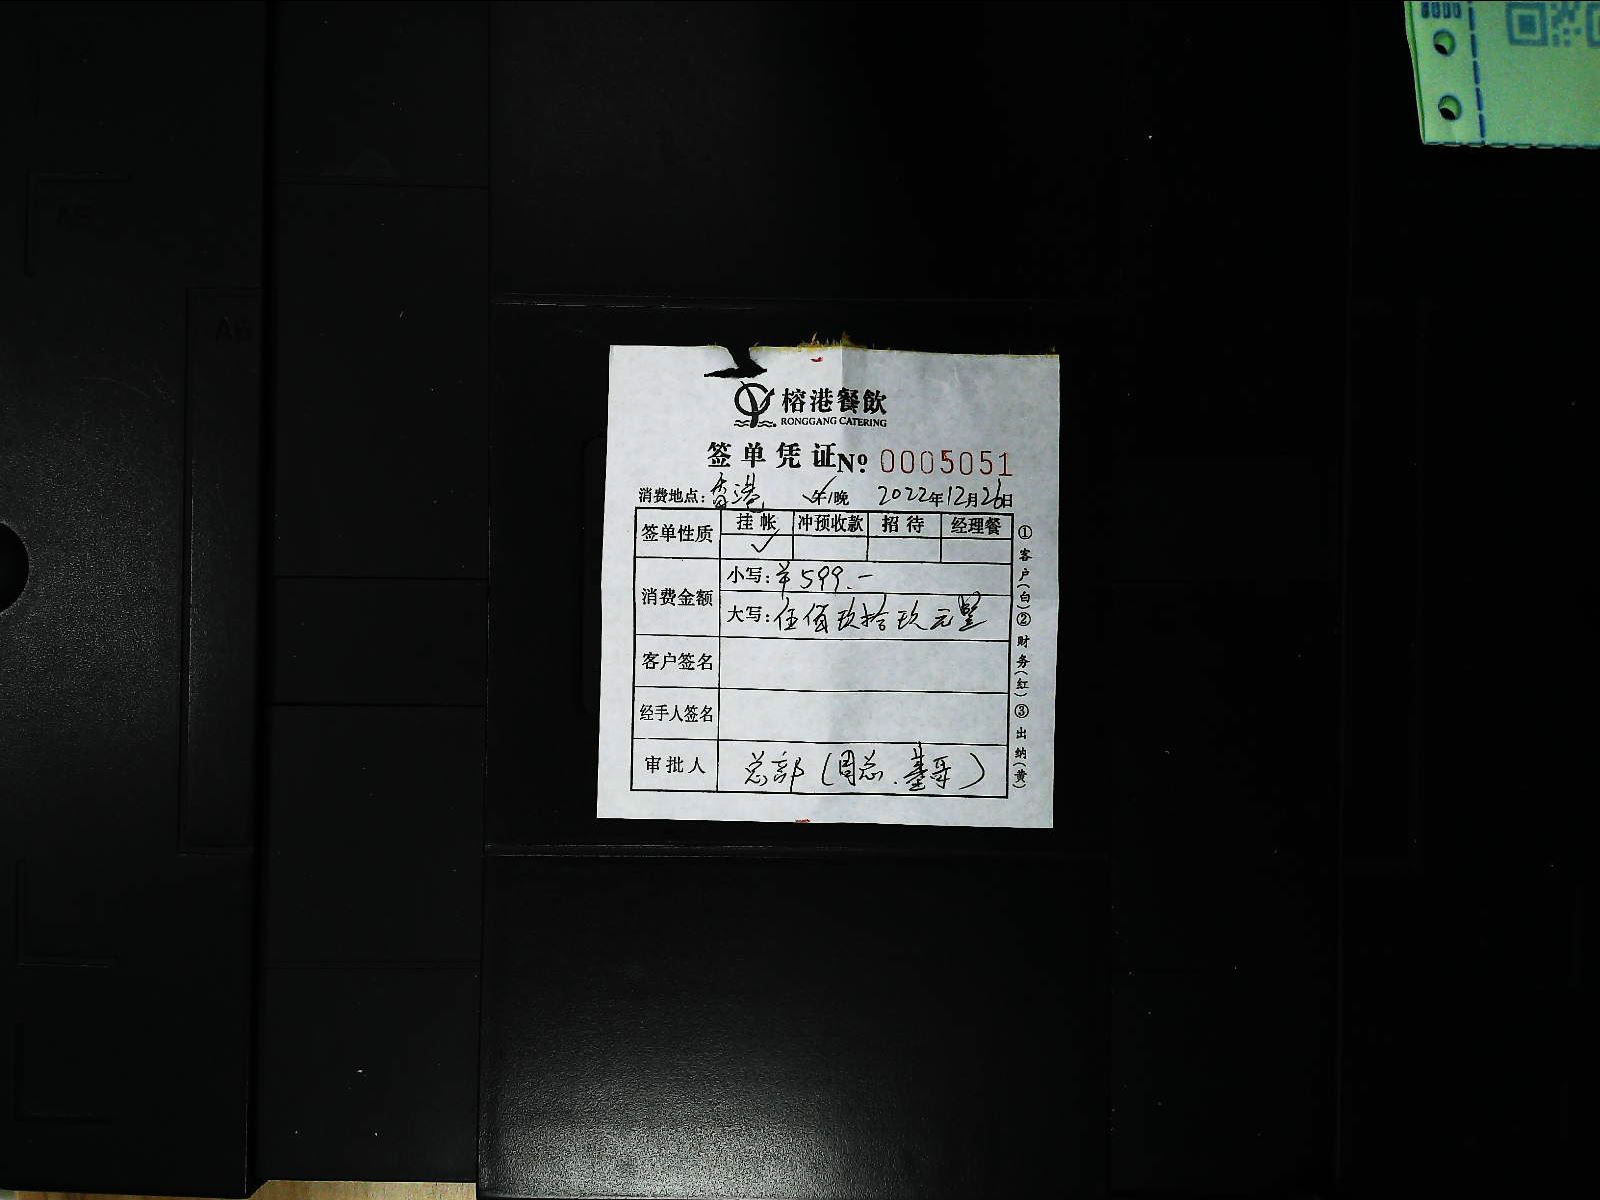 榕港餐飲
RONGGANG CATERING
签单凭证 No 0005051
消费地点：香港 午/晚 2022年12月26日
签单性质 挂帐 冲预收款 招待 经理餐
✓
消费金额
小写：￥599.—
大写：伍佰玖拾玖元整
客户签名
经手人签名
审批人 总部（周总.基哥）
①客户（白）②财务（红）③出纳（黄）
A6